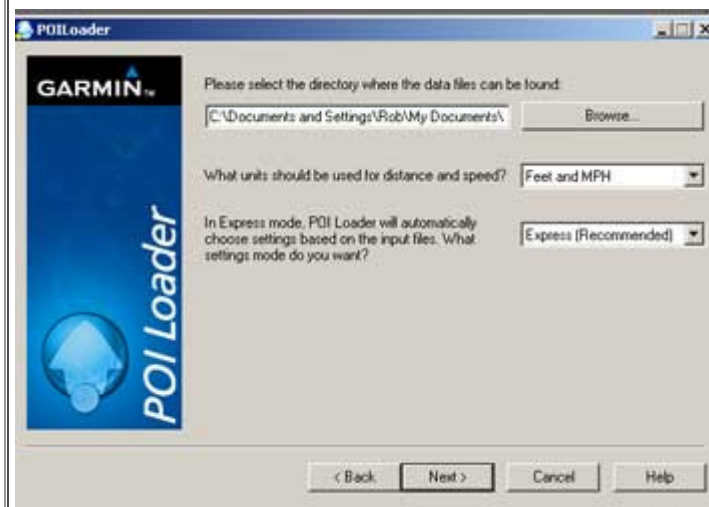 POILoader
GARMIN™
POI Loader
Please select the directory where the data files can be found:
C:\Documents and Settings\Rob\My Documents\
Browse...
What units should be used for distance and speed?
Feet and MPH
In Express mode, POI Loader will automatically
choose settings based on the input files. What
settings mode do you want?
Express (Recommended)
< Back
Next >
Cancel
Help